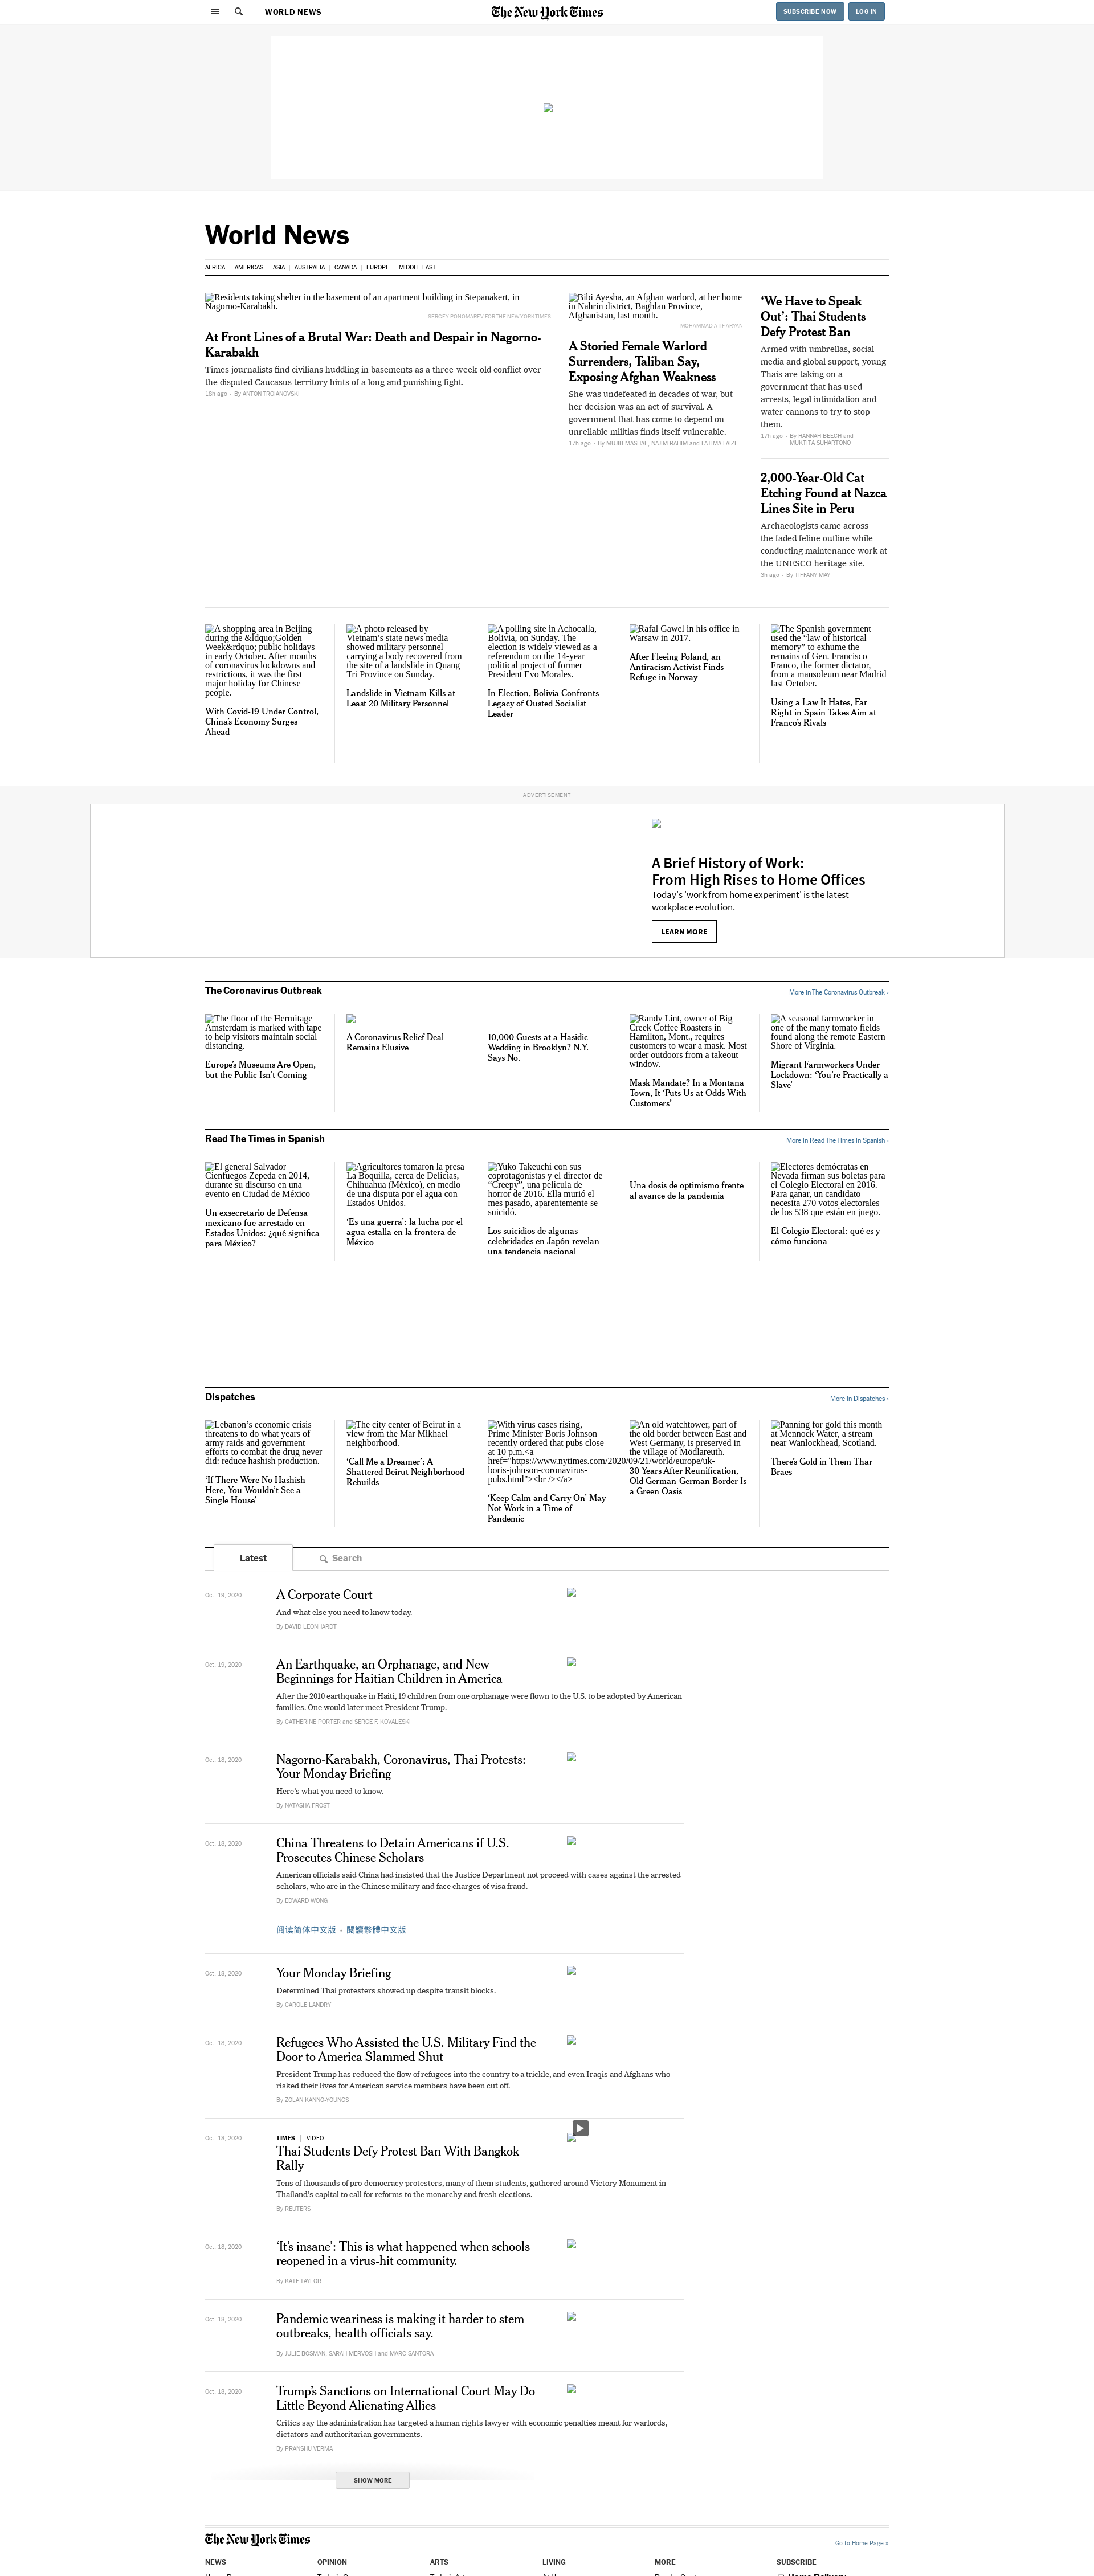 WORLD NEWS
The New York Times
SUBSCRIBE NOW
LOG IN
World News
AFRICA | AMERICAS | ASIA | AUSTRALIA | CANADA | EUROPE | MIDDLE EAST
Residents taking shelter in the basement of an apartment building in Stepanakert, in
Nagorno-Karabakh.
SERGEY PONOMAREV FOR THE NEW YORK TIMES
At Front Lines of a Brutal War: Death and Despair in Nagorno-
Karabakh
Times journalists find civilians huddling in basements as a three-week-old conflict over
the disputed Caucasus territory hints of a long and punishing fight.
18h ago • By ANTON TROIANOVSKI
Bibi Ayesha, an Afghan warlord, at her home
in Nahrin district, Baghlan Province,
Afghanistan, last month.
MOHAMMAD ATIF ARYAN
A Storied Female Warlord
Surrenders, Taliban Say,
Exposing Afghan Weakness
She was undefeated in decades of war, but
her decision was an act of survival. A
government that has come to depend on
unreliable militias finds itself vulnerable.
17h ago • By MUJIB MASHAL, NAJIM RAHIM and FATIMA FAIZI
‘We Have to Speak
Out’: Thai Students
Defy Protest Ban
Armed with umbrellas, social
media and global support, young
Thais are taking on a
government that has used
arrests, legal intimidation and
water cannons to try to stop
them.
17h ago • By HANNAH BEECH and
MUKTITA SUHARTONO
2,000-Year-Old Cat
Etching Found at Nazca
Lines Site in Peru
Archaeologists came across
the faded feline outline while
conducting maintenance work at
the UNESCO heritage site.
3h ago • By TIFFANY MAY
A shopping area in Beijing
during the &ldquo;Golden
Week&rdquo; public holidays
in early October. After months
of coronavirus lockdowns and
restrictions, it was the first
major holiday for Chinese
people.
With Covid-19 Under Control,
China’s Economy Surges
Ahead
A photo released by
Vietnam’s state news media
showed military personnel
carrying a body recovered from
the site of a landslide in Quang
Tri Province on Sunday.
Landslide in Vietnam Kills at
Least 20 Military Personnel
A polling site in Achocalla,
Bolivia, on Sunday. The
election is widely viewed as a
referendum on the 14-year
political project of former
President Evo Morales.
In Election, Bolivia Confronts
Legacy of Ousted Socialist
Leader
Rafal Gawel in his office in
Warsaw in 2017.
After Fleeing Poland, an
Antiracism Activist Finds
Refuge in Norway
The Spanish government
used the “law of historical
memory” to exhume the
remains of Gen. Francisco
Franco, the former dictator,
from a mausoleum near Madrid
last October.
Using a Law It Hates, Far
Right in Spain Takes Aim at
Franco’s Rivals
ADVERTISEMENT
A Brief History of Work:
From High Rises to Home Offices
Today's 'work from home experiment' is the latest
workplace evolution.
LEARN MORE
The Coronavirus Outbreak
More in The Coronavirus Outbreak ›
The floor of the Hermitage
Amsterdam is marked with tape
to help visitors maintain social
distancing.
Europe’s Museums Are Open,
but the Public Isn’t Coming
A Coronavirus Relief Deal
Remains Elusive
10,000 Guests at a Hasidic
Wedding in Brooklyn? N.Y.
Says No.
Randy Lint, owner of Big
Creek Coffee Roasters in
Hamilton, Mont., requires
customers to wear a mask. Most
order outdoors from a takeout
window.
Mask Mandate? In a Montana
Town, It ‘Puts Us at Odds With
Customers’
A seasonal farmworker in
one of the many tomato fields
found along the remote Eastern
Shore of Virginia.
Migrant Farmworkers Under
Lockdown: ‘You’re Practically a
Slave’
Read The Times in Spanish
More in Read The Times in Spanish ›
El general Salvador
Cienfuegos Zepeda en 2014,
durante su discurso en una
evento en Ciudad de México
Un exsecretario de Defensa
mexicano fue arrestado en
Estados Unidos: ¿qué significa
para México?
Agricultores tomaron la presa
La Boquilla, cerca de Delicias,
Chihuahua (México), en medio
de una disputa por el agua con
Estados Unidos.
‘Es una guerra’: la lucha por el
agua estalla en la frontera de
México
Yuko Takeuchi con sus
coprotagonistas y el director de
“Creepy”, una película de
horror de 2016. Ella murió el
mes pasado, aparentemente se
suicidó.
Los suicidios de algunas
celebridades en Japón revelan
una tendencia nacional
Una dosis de optimismo frente
al avance de la pandemia
Electores demócratas en
Nevada firman sus boletas para
el Colegio Electoral en 2016.
Para ganar, un candidato
necesita 270 votos electorales
de los 538 que están en juego.
El Colegio Electoral: qué es y
cómo funciona
Dispatches
More in Dispatches ›
Lebanon’s economic crisis
threatens to do what years of
army raids and government
efforts to combat the drug never
did: reduce hashish production.
‘If There Were No Hashish
Here, You Wouldn’t See a
Single House’
The city center of Beirut in a
view from the Mar Mikhael
neighborhood.
‘Call Me a Dreamer’: A
Shattered Beirut Neighborhood
Rebuilds
With virus cases rising,
Prime Minister Boris Johnson
recently ordered that pubs close
at 10 p.m.<a
href="https://www.nytimes.com/2020/09/21/world/europe/uk-
boris-johnson-coronavirus-
pubs.html"><br /></a>
‘Keep Calm and Carry On’ May
Not Work in a Time of
Pandemic
An old watchtower, part of
the old border between East and
West Germany, is preserved in
the village of Mödlareuth.
30 Years After Reunification,
Old German-German Border Is
a Green Oasis
Panning for gold this month
at Mennock Water, a stream
near Wanlockhead, Scotland.
There’s Gold in Them Thar
Braes
Latest
Search
Oct. 19, 2020
A Corporate Court
And what else you need to know today.
By DAVID LEONHARDT
Oct. 19, 2020
An Earthquake, an Orphanage, and New
Beginnings for Haitian Children in America
After the 2010 earthquake in Haiti, 19 children from one orphanage were flown to the U.S. to be adopted by American
families. One would later meet President Trump.
By CATHERINE PORTER and SERGE F. KOVALESKI
Oct. 18, 2020
Nagorno-Karabakh, Coronavirus, Thai Protests:
Your Monday Briefing
Here’s what you need to know.
By NATASHA FROST
Oct. 18, 2020
China Threatens to Detain Americans if U.S.
Prosecutes Chinese Scholars
American officials said China had insisted that the Justice Department not proceed with cases against the arrested
scholars, who are in the Chinese military and face charges of visa fraud.
By EDWARD WONG
阅读简体中文版 • 閱讀繁體中文版
Oct. 18, 2020
Your Monday Briefing
Determined Thai protesters showed up despite transit blocks.
By CAROLE LANDRY
Oct. 18, 2020
Refugees Who Assisted the U.S. Military Find the
Door to America Slammed Shut
President Trump has reduced the flow of refugees into the country to a trickle, and even Iraqis and Afghans who
risked their lives for American service members have been cut off.
By ZOLAN KANNO-YOUNGS
Oct. 18, 2020
TIMES | VIDEO
Thai Students Defy Protest Ban With Bangkok
Rally
Tens of thousands of pro-democracy protesters, many of them students, gathered around Victory Monument in
Thailand’s capital to call for reforms to the monarchy and fresh elections.
By REUTERS
Oct. 18, 2020
‘It’s insane’: This is what happened when schools
reopened in a virus-hit community.
By KATE TAYLOR
Oct. 18, 2020
Pandemic weariness is making it harder to stem
outbreaks, health officials say.
By JULIE BOSMAN, SARAH MERVOSH and MARC SANTORA
Oct. 18, 2020
Trump’s Sanctions on International Court May Do
Little Beyond Alienating Allies
Critics say the administration has targeted a human rights lawyer with economic penalties meant for warlords,
dictators and authoritarian governments.
By PRANSHU VERMA
SHOW MORE
The New York Times
Go to Home Page »
NEWS
OPINION
ARTS
LIVING
MORE
SUBSCRIBE